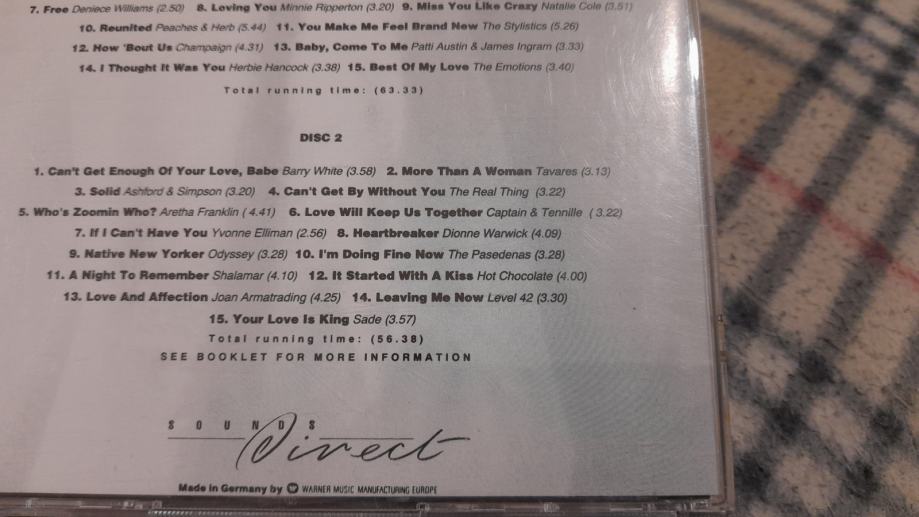 7. Free Deniece Williams (2.50) 8. Loving You Minnie Ripperton (3.20) 9. Miss You Like Crazy Natalie Cole (3.51)
10. Reunited Peaches & Herb (5.44) 11. You Make Me Feel Brand New The Stylistics (5.26)
12. How 'Bout Us Champaign (4.31) 13. Baby, Come To Me Patti Austin & James Ingram (3.33)
14. I Thought It Was You Herbie Hancock (3.38) 15. Best Of My Love The Emotions (3.40)
Total running time: (63.33)
DISC 2
1. Can't Get Enough Of Your Love, Babe Barry White (3.58) 2. More Than A Woman Tavares (3.13)
3. Solid Ashford & Simpson (3.20) 4. Can't Get By Without You The Real Thing (3.22)
5. Who's Zoomin Who? Aretha Franklin ( 4.41) 6. Love Will Keep Us Together Captain & Tennille ( 3.22)
7. If I Can't Have You Yvonne Elliman (2.56) 8. Heartbreaker Dionne Warwick (4.09)
9. Native New Yorker Odyssey (3.28) 10. I'm Doing Fine Now The Pasedenas (3.28)
11. A Night To Remember Shalamar (4.10) 12. It Started With A Kiss Hot Chocolate (4.00)
13. Love And Affection Joan Armatrading (4.25) 14. Leaving Me Now Level 42 (3.30)
15. Your Love Is King Sade (3.57)
Total running time: (56.38)
SEE BOOKLET FOR MORE INFORMATION
SOUNDS
Direct
Made in Germany by WARNER MUSIC MANUFACTURING EUROPE